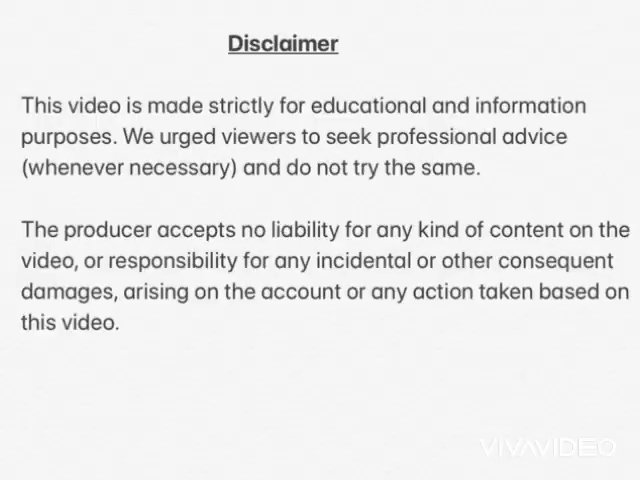 Disclaimer
This video is made strictly for educational and information
purposes. We urged viewers to seek professional advice
(whenever necessary) and do not try the same.
The producer accepts no liability for any kind of content on the
video, or responsibility for any incidental or other consequent
damages, arising on the account or any action taken based on
this video.
VIVAVIDEO